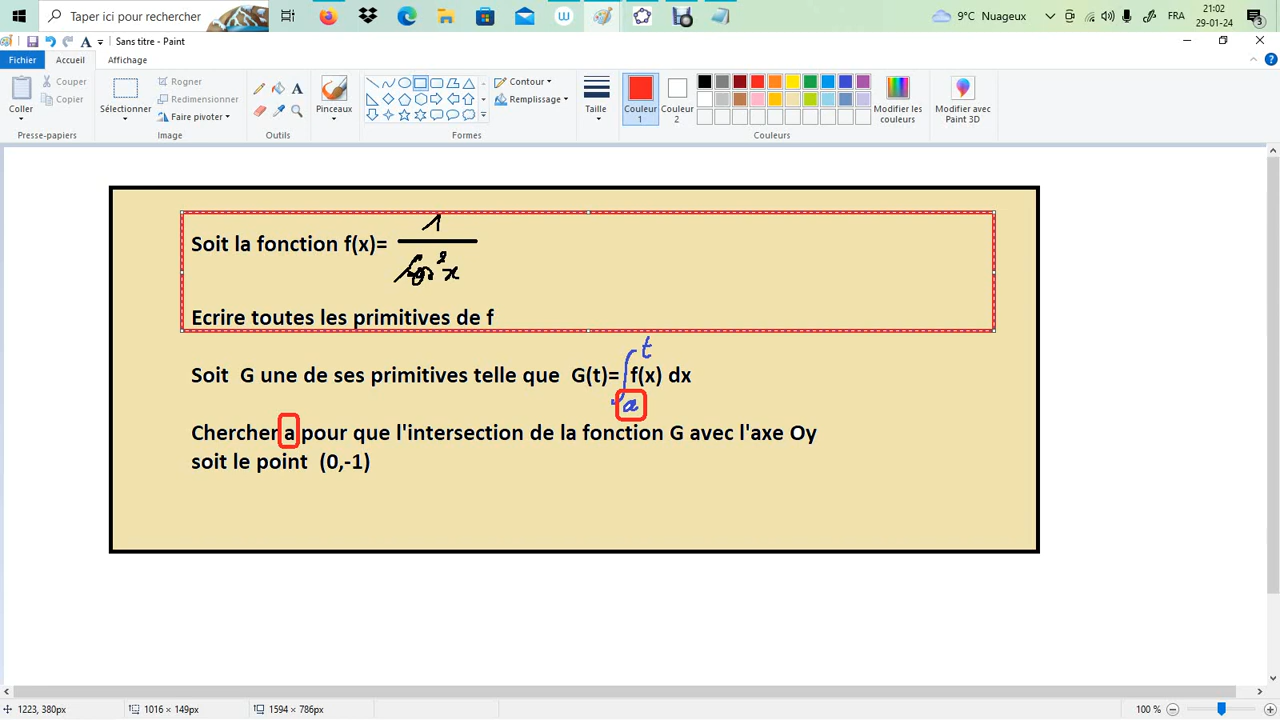 Taper ici pour rechercher
9°C Nuageux
FRA
21:02
29-01-24
3
Sans titre - Paint
Fichier
Accueil
Affichage
Coller
Couper
Copier
Presse-papiers
Sélectionner
Rogner
Redimensionner
Faire pivoter
Image
A
Outils
Pinceaux
Contour
Remplissage
Formes
Taille
Couleur 1
Couleur 2
Modifier les couleurs
Couleurs
Modifier avec Paint 3D
1
Soit la fonction f(x)=
x
Ecrire toutes les primitives de f
t
Soit G une de ses primitives telle que G(t)=∫ f(x) dx
a
Chercher a pour que l'intersection de la fonction G avec l'axe Oy
soit le point (0,-1)
1223, 380px
1016 × 149px
1594 × 786px
100 %